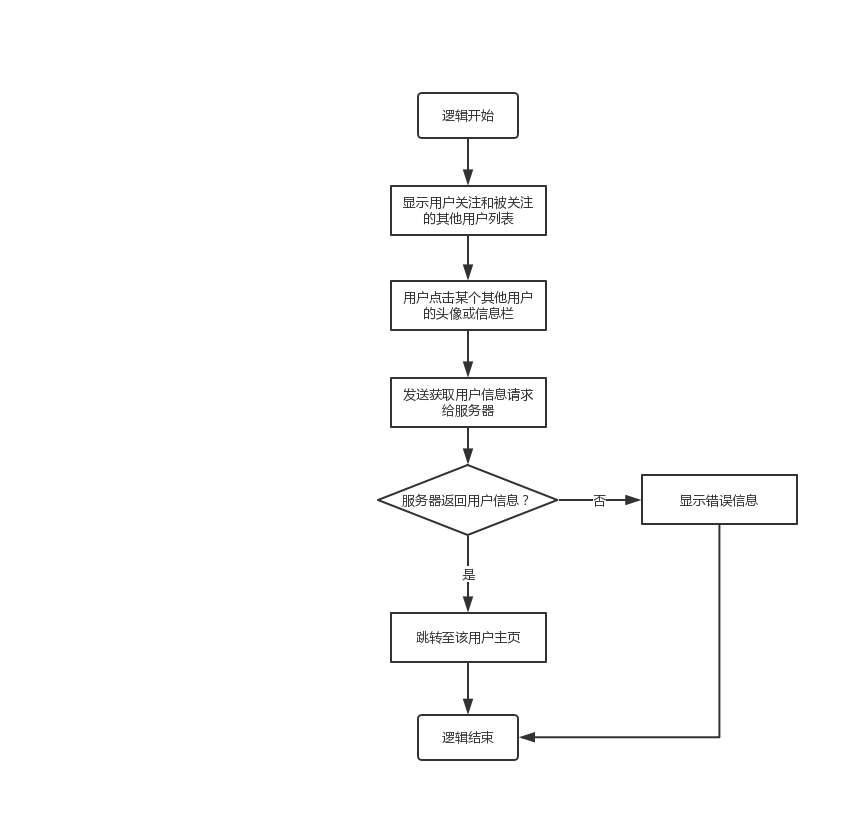 逻辑开始
显示用户关注和被关注
的其他用户列表
用户点击某个其他用户
的头像或信息栏
发送获取用户信息请求
给服务器
服务器返回用户信息？
否
显示错误信息
是
跳转至该用户主页
逻辑结束